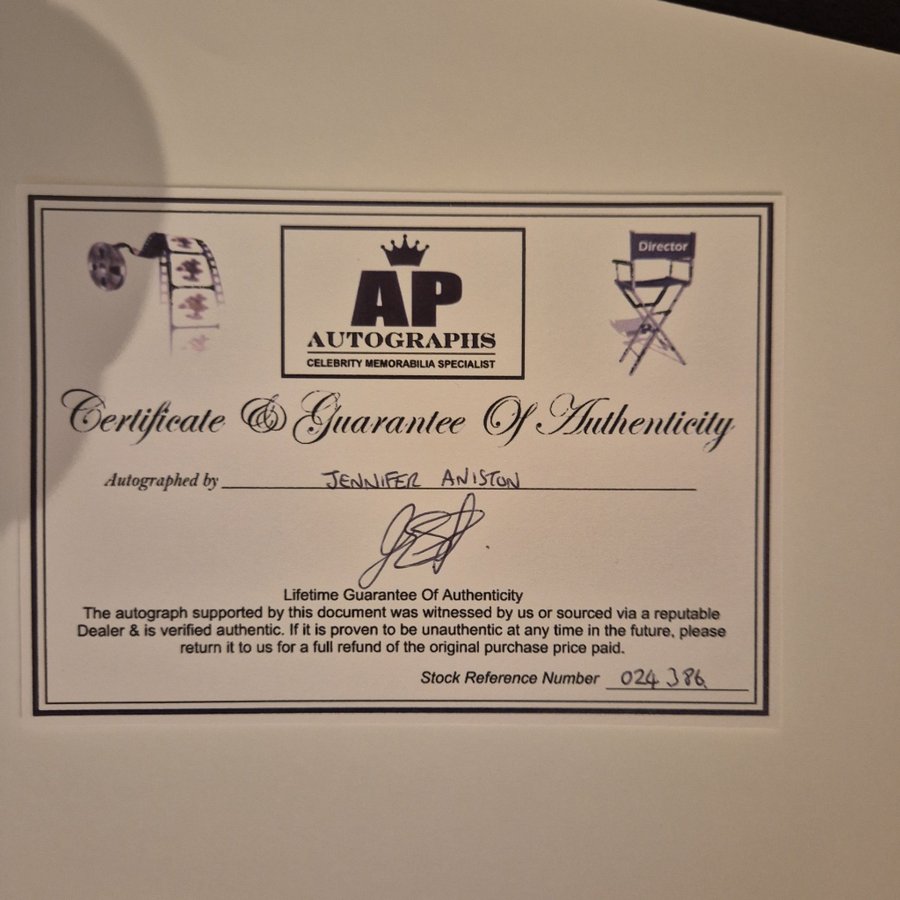 Director
AP
AUTOGRAPHS
CELEBRITY MEMORABILIA SPECIALIST
Certificate & Guarantee Of Authenticity
Autographed by JENNIFER ANISTON
Lifetime Guarantee Of Authenticity
The autograph supported by this document was witnessed by us or sourced via a reputable
Dealer & is verified authentic. If it is proven to be unauthentic at any time in the future, please
return it to us for a full refund of the original purchase price paid.
Stock Reference Number 024386